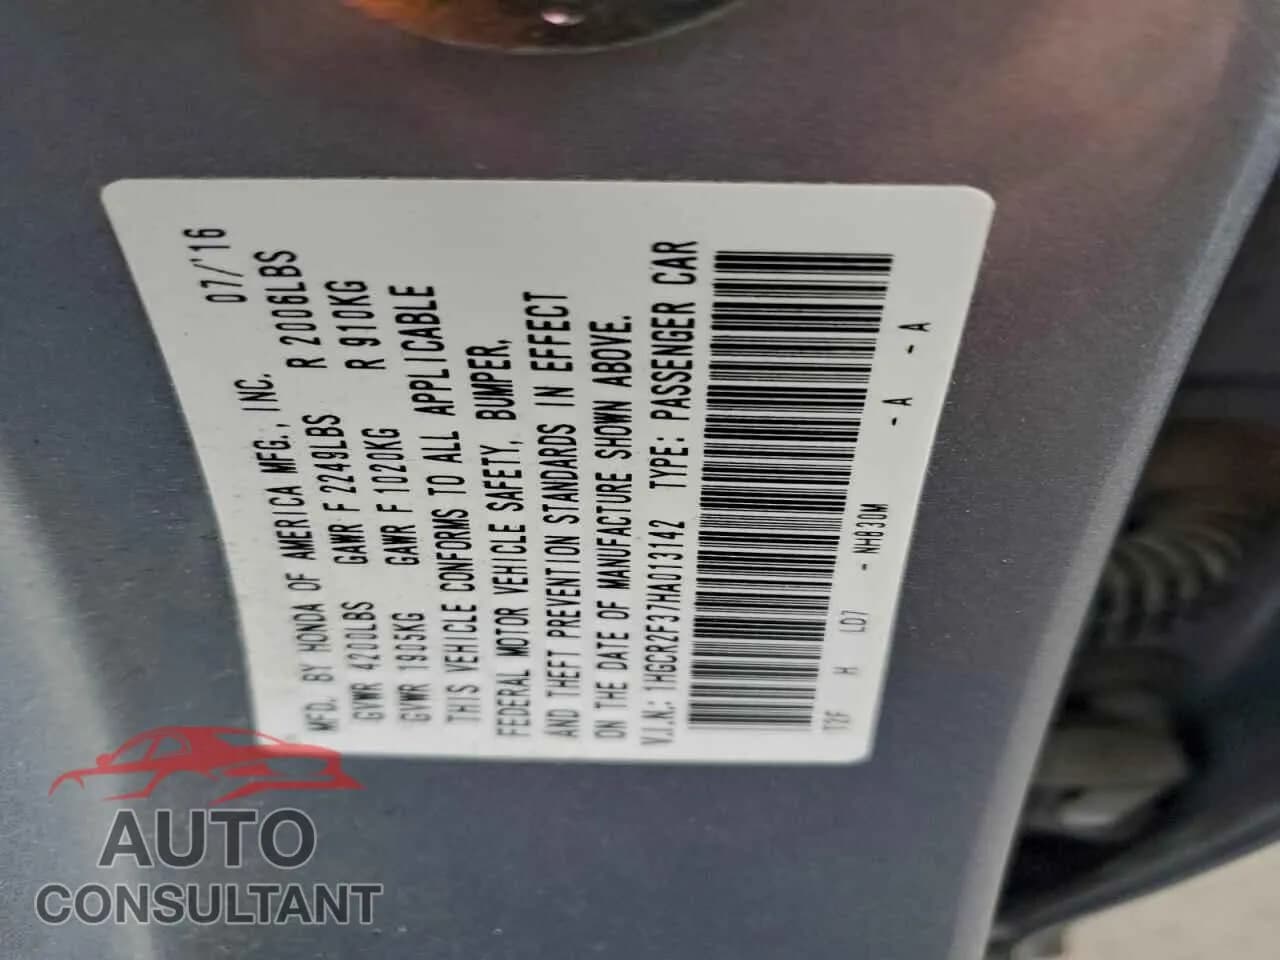 07/'16
MFD. BY HONDA OF AMERICA MFG., INC.
GVWR 4200LBS GAWR F 2249LBS R 2006LBS
GVWR 1905KG GAWR F 1020KG R 910KG
THIS VEHICLE CONFORMS TO ALL APPLICABLE
FEDERAL MOTOR VEHICLE SAFETY, BUMPER,
AND THEFT PREVENTION STANDARDS IN EFFECT
ON THE DATE OF MANUFACTURE SHOWN ABOVE.
V.I.N.: 1HGCR2F37HA013142 TYPE: PASSENGER CAR
T2F H LD7 - NH830M - A - A
AUTO
CONSULTANT